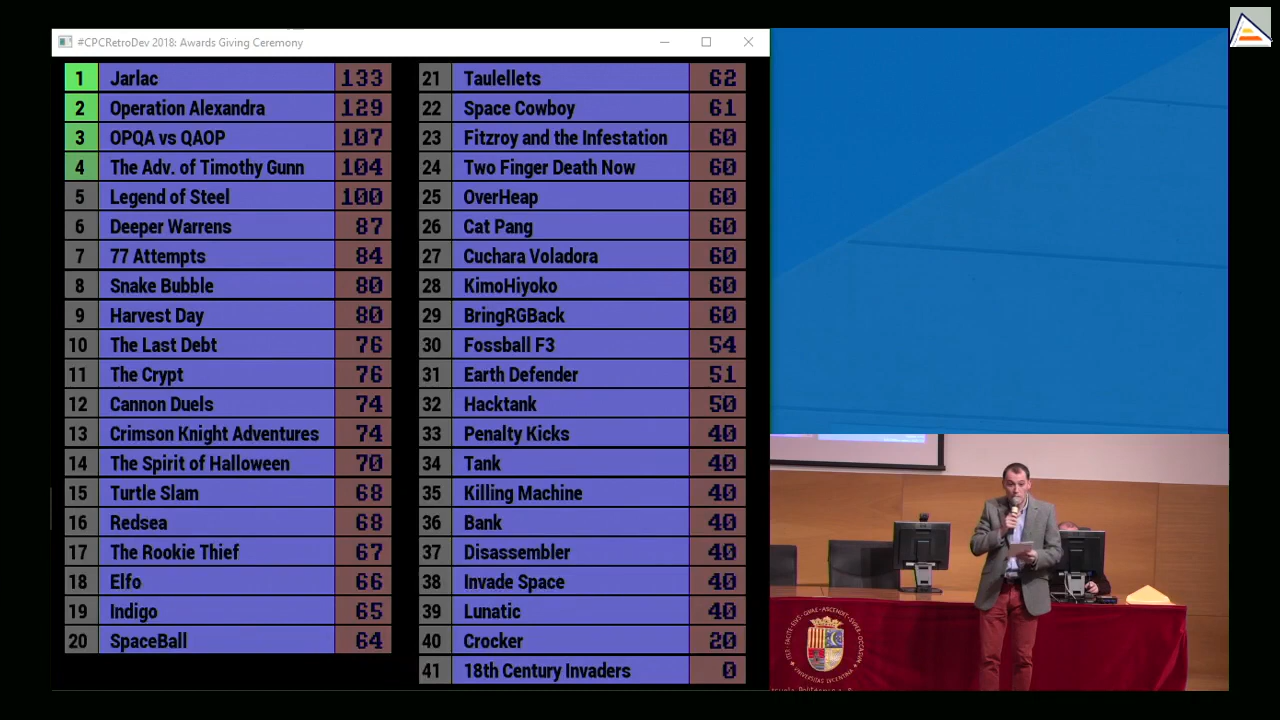 #CPCRetroDev 2018: Awards Giving Ceremony
1 Jarlac 133
2 Operation Alexandra 129
3 OPQA vs QAOP 107
4 The Adv. of Timothy Gunn 104
5 Legend of Steel 100
6 Deeper Warrens 87
7 77 Attempts 84
8 Snake Bubble 80
9 Harvest Day 80
10 The Last Debt 76
11 The Crypt 76
12 Cannon Duels 74
13 Crimson Knight Adventures 74
14 The Spirit of Halloween 70
15 Turtle Slam 68
16 Redsea 68
17 The Rookie Thief 67
18 Elfo 66
19 Indigo 65
20 SpaceBall 64
21 Taulellets 62
22 Space Cowboy 61
23 Fitzroy and the Infestation 60
24 Two Finger Death Now 60
25 OverHeap 60
26 Cat Pang 60
27 Cuchara Voladora 60
28 KimoHiyoko 60
29 BringRGBack 60
30 Fossball F3 54
31 Earth Defender 51
32 Hacktank 50
33 Penalty Kicks 40
34 Tank 40
35 Killing Machine 40
36 Bank 40
37 Disassembler 40
38 Invade Space 40
39 Lunatic 40
40 Crocker 20
41 18th Century Invaders 0